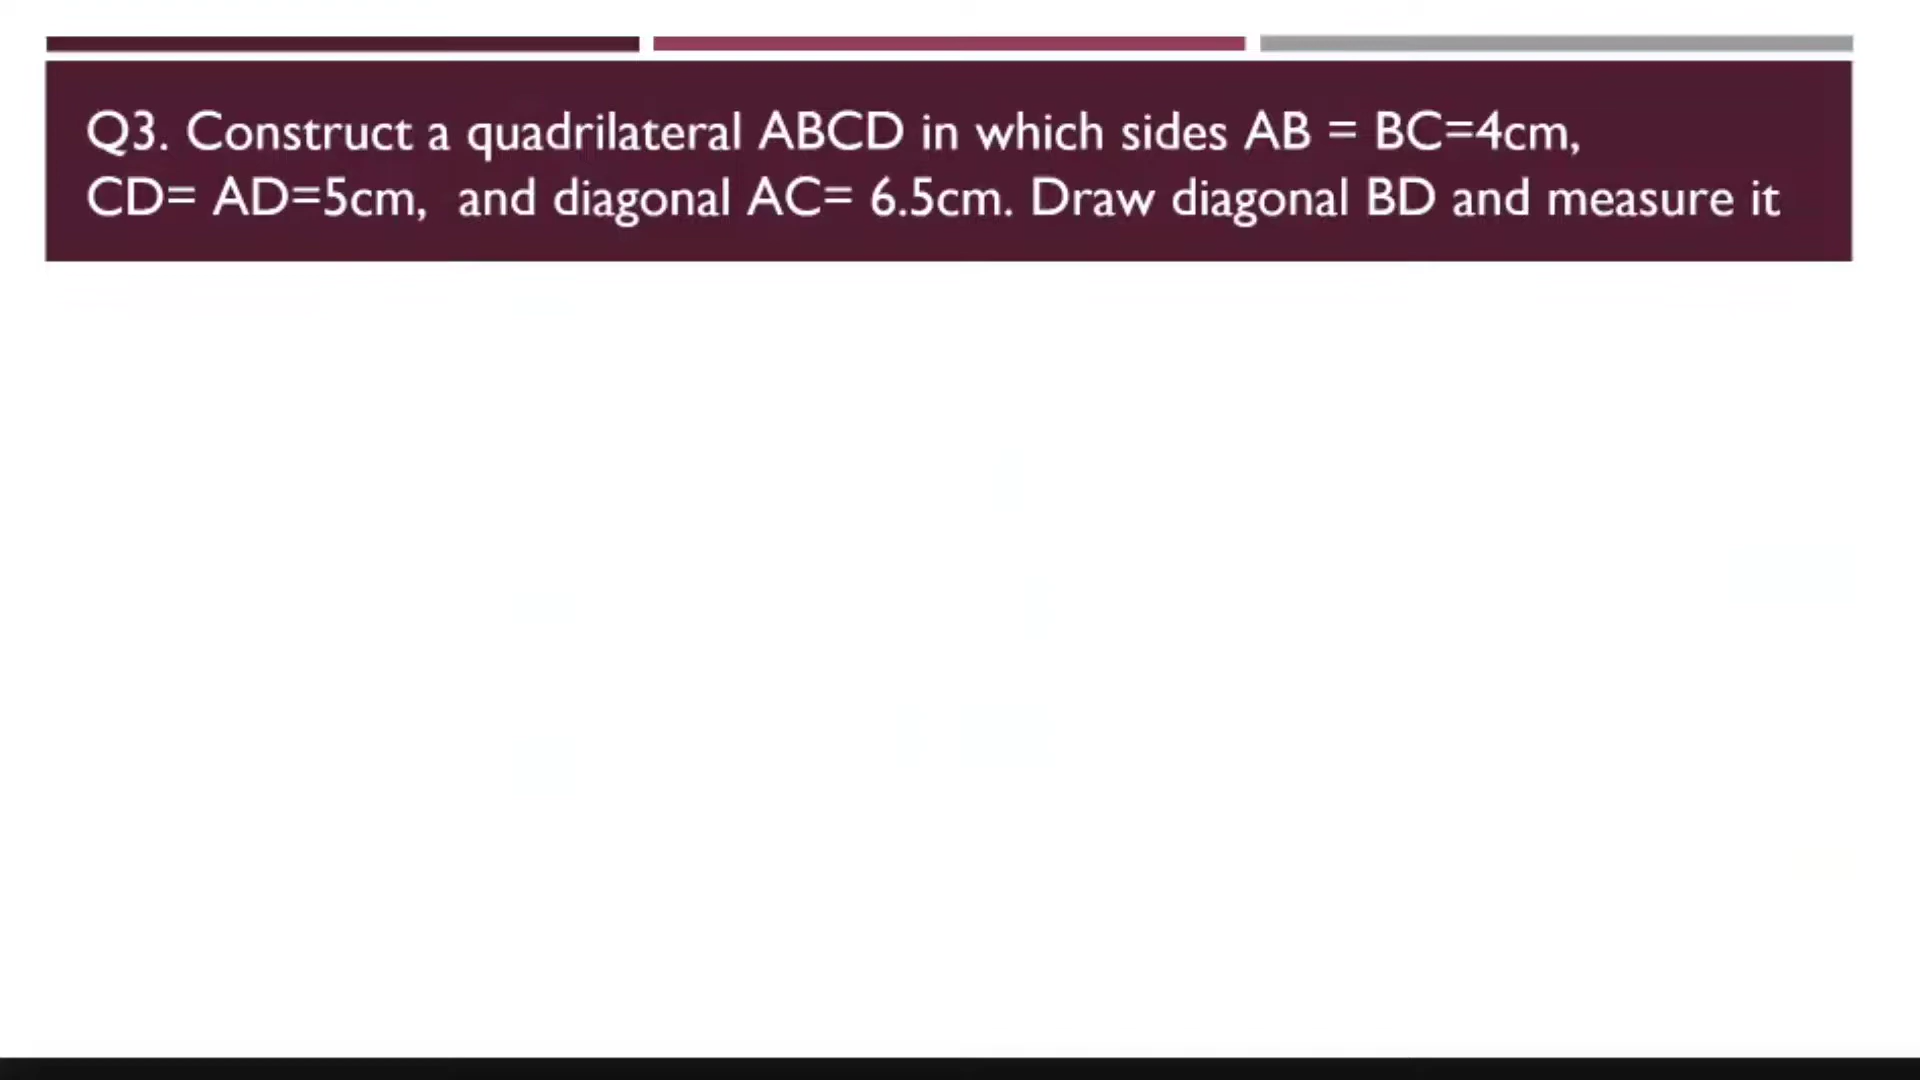 Q3. Construct a quadrilateral ABCD in which sides AB = BC=4cm,
CD= AD=5cm,  and diagonal AC= 6.5cm. Draw diagonal BD and measure it